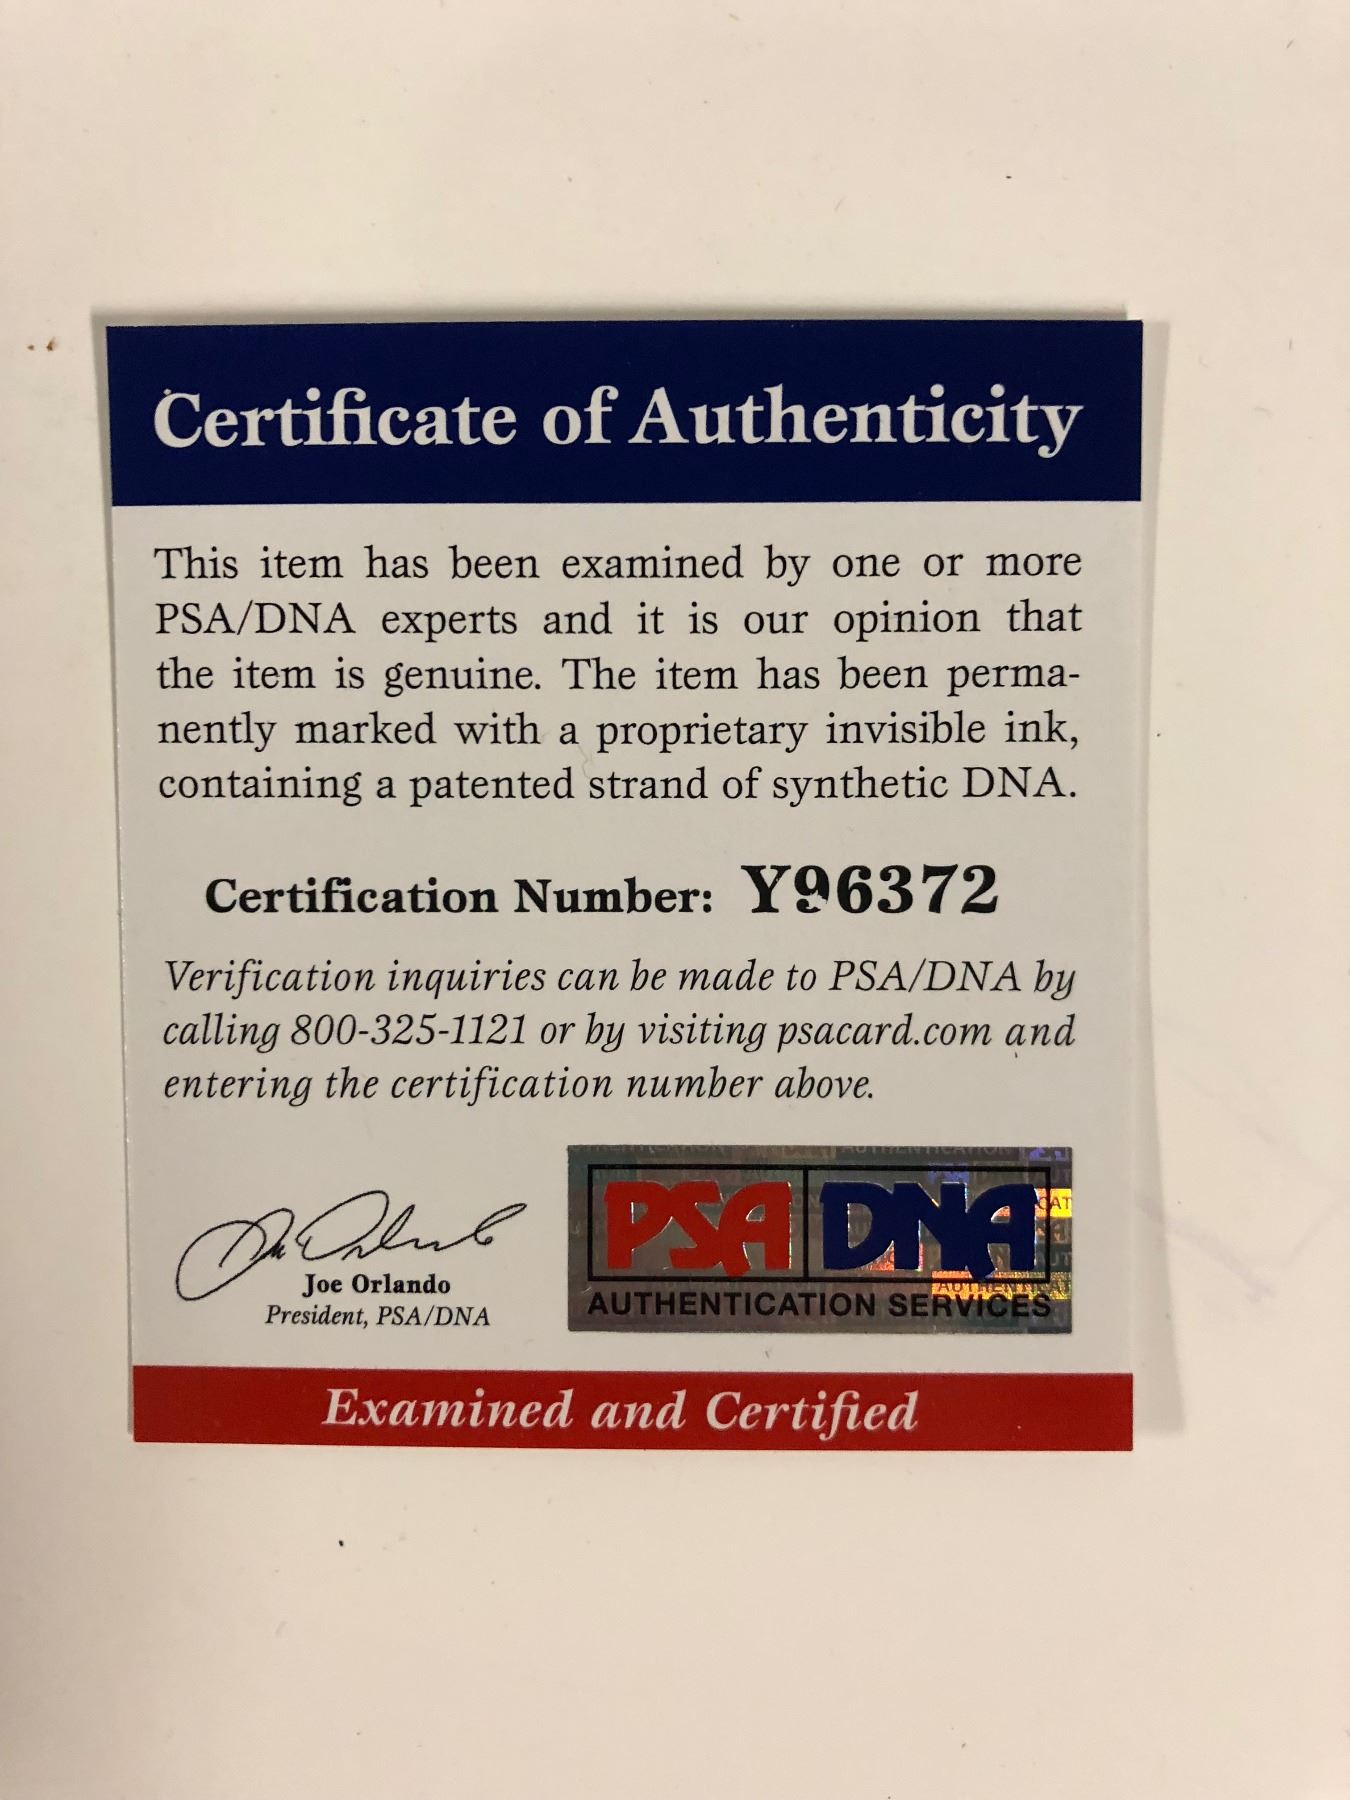 Certificate of Authenticity
This item has been examined by one or more
PSA/DNA experts and it is our opinion that
the item is genuine. The item has been perma-
nently marked with a proprietary invisible ink,
containing a patented strand of synthetic DNA.
Certification Number: Y96372
Verification inquiries can be made to PSA/DNA by
calling 800-325-1121 or by visiting psacard.com and
entering the certification number above.
Joe Orlando
President, PSA/DNA
PSA DNA
AUTHENTICATION SERVICES
Examined and Certified